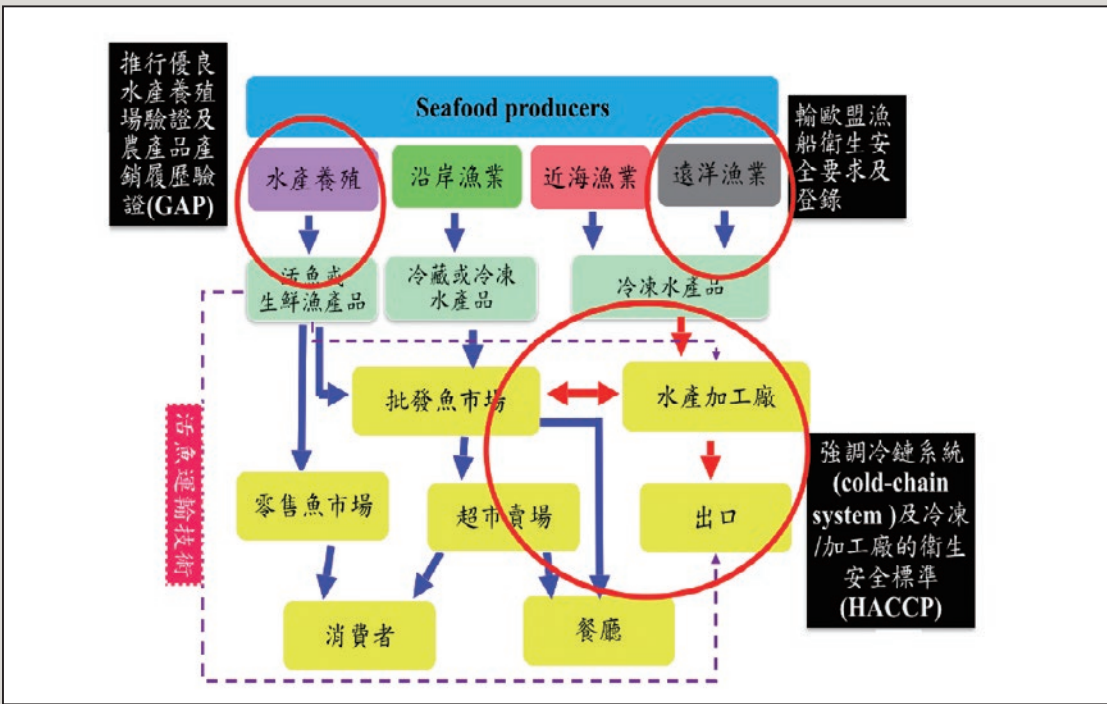 推行優良
水產養殖
場驗證及
農產品產
銷履歷驗
證(GAP)
Seafood producers
輸歐盟漁
船衛生安
全要求及
登錄
水產養殖
沿岸漁業
近海漁業
遠洋漁業
活魚或
生鮮漁產品
冷藏或冷凍
水產品
冷凍水產品
批發魚市場
水產加工廠
活魚運輸技術
零售魚市場
超市賣場
出口
強調冷鏈系統
(cold-chain
system )及冷凍
/加工廠的衛生
安全標準
(HACCP)
消費者
餐廳